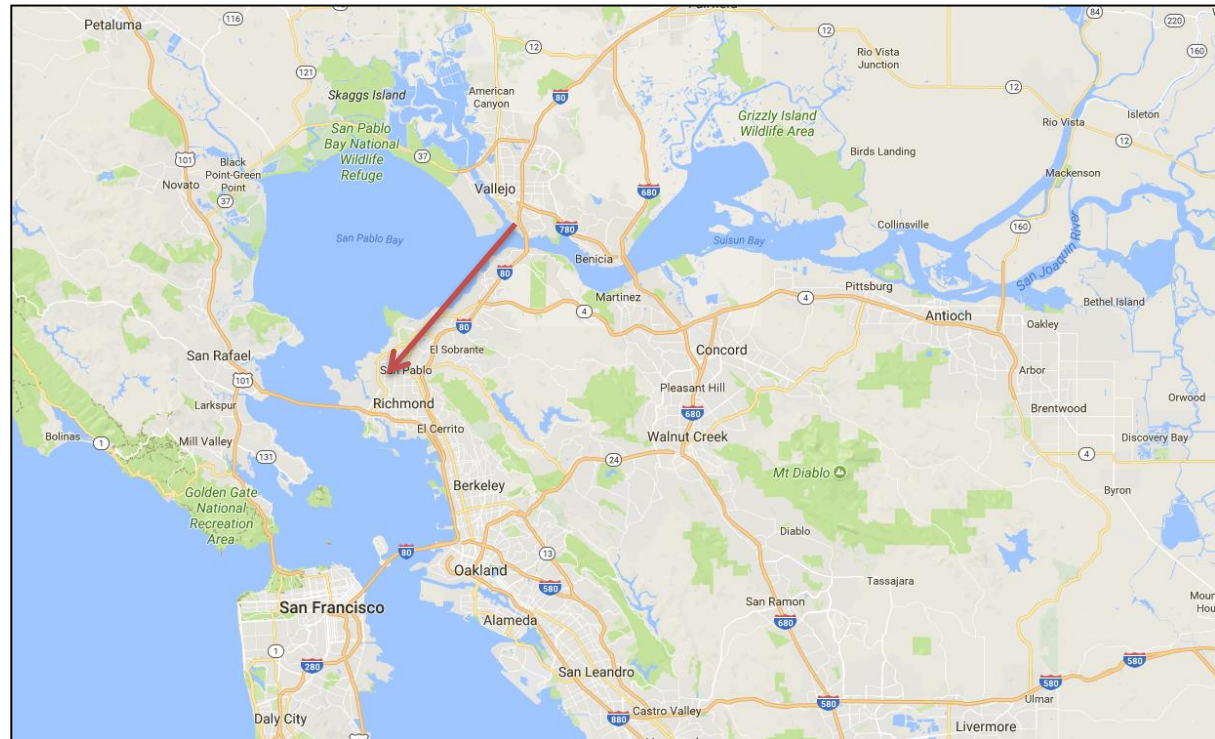 Petaluma
116
Fairfield
84
220
12
160
121
12
Rio Vista
Junction
12
Skaggs Island
American
Canyon
80
Grizzly Island
Wildlife Area
12
Rio Vista
Isleton
12
San Pablo
Bay National
Wildlife
Refuge
101
Black
Point-Green
Point
37
Novato
37
Vallejo
680
Birds Landing
Mackenson
San Pablo Bay
780
Suisun Bay
Collinsville
160
Benicia
80
San Joaquin River
Martinez
Pittsburg
4
Bethel Island
4
Antioch
Oakley
80
El Sobrante
Concord
San Rafael
101
San Pablo
Arbor
Pleasant Hill
Larkspur
Richmond
680
Brentwood
Orwood
El Cerrito
Walnut Creek
Discovery Bay
Bolinas
1
Mill Valley
131
24
4
Mt Diablo
Berkeley
Byron
Golden Gate
National
Recreation
Area
Diablo
80
13
Oakland
Tassajara
580
San Francisco
San Ramon
Alameda
680
1
280
San Leandro
580
580
Ulmar
580
880
Castro Valley
Daly City
Livermore